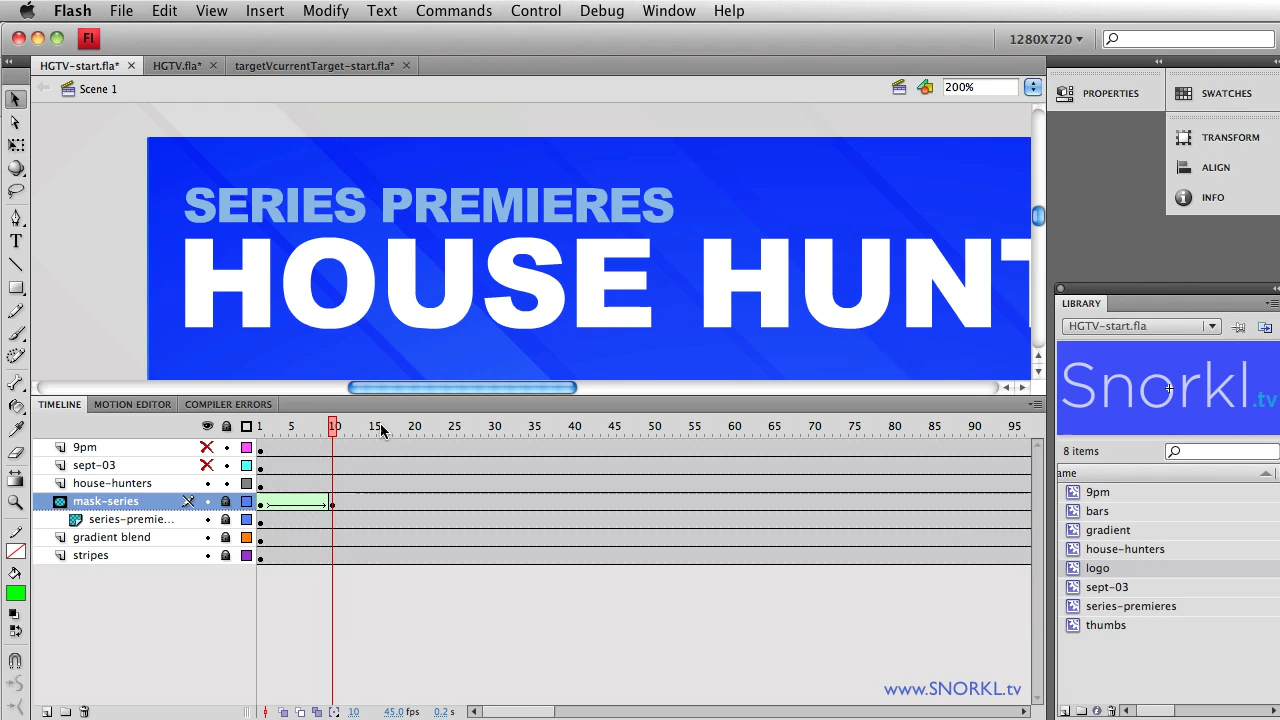 Flash File Edit View Insert Modify Text Commands Control Debug Window Help
Fl 1280X720
HGTV-start.fla* HGTV.fla* targetVcurrentTarget-start.fla*
Scene 1 200%
PROPERTIES SWATCHES
TRANSFORM
ALIGN
INFO
SERIES PREMIERES
HOUSE HUNT
LIBRARY
HGTV-start.fla
Snorkl.tv
TIMELINE MOTION EDITOR COMPILER ERRORS
1 5 10 15 20 25 30 35 40 45 50 55 60 65 70 75 80 85 90 95
9pm
sept-03
house-hunters
mask-series
series-premie...
gradient blend
stripes
8 items
ame
9pm
bars
gradient
house-hunters
logo
sept-03
series-premieres
thumbs
www.SNORKL.tv
10 45.0 fps 0.2 s